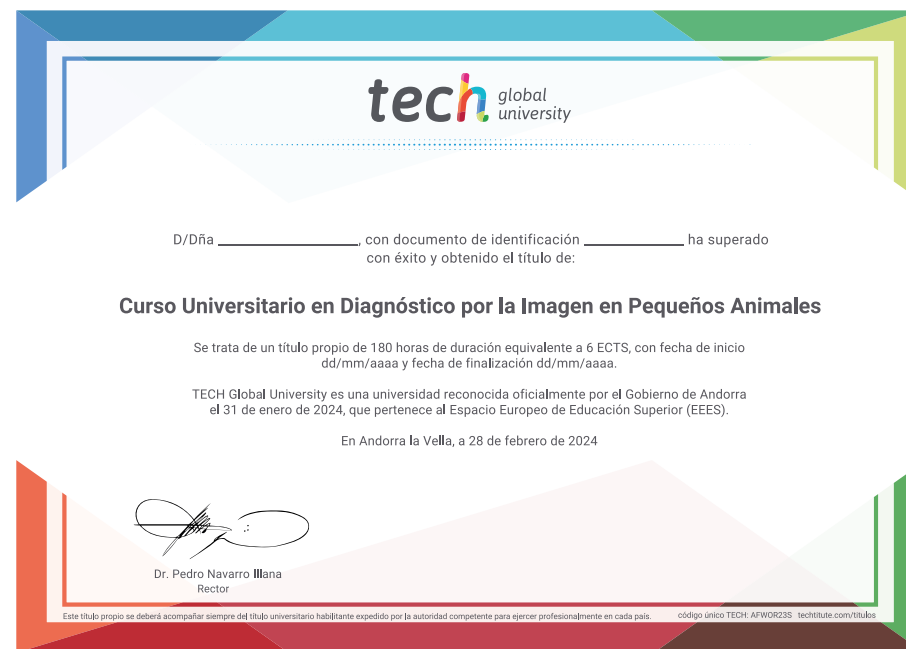 tech global university
D/Dña ____________________, con documento de identificación ______________ ha superado
con éxito y obtenido el título de:
Curso Universitario en Diagnóstico por la Imagen en Pequeños Animales
Se trata de un título propio de 180 horas de duración equivalente a 6 ECTS, con fecha de inicio
dd/mm/aaaa y fecha de finalización dd/mm/aaaa.
TECH Global University es una universidad reconocida oficialmente por el Gobierno de Andorra
el 31 de enero de 2024, que pertenece al Espacio Europeo de Educación Superior (EEES).
En Andorra la Vella, a 28 de febrero de 2024
Dr. Pedro Navarro Illana
Rector
Este título propio se deberá acompañar siempre del título universitario habilitante expedido por la autoridad competente para ejercer profesionalmente en cada país. código único TECH: AFWOR23S techtitute.com/titulos